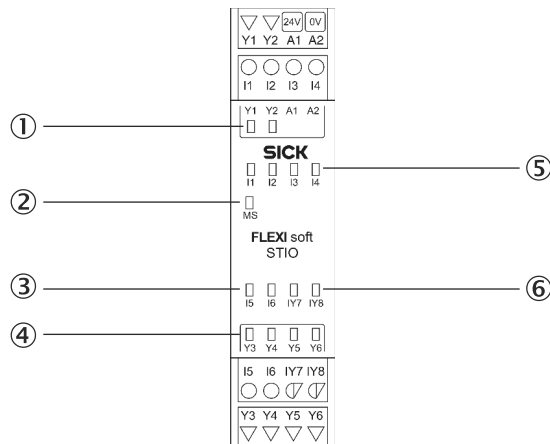 24V 0V
Y1 Y2 A1 A2
I1 I2 I3 I4
Y1 Y2 A1 A2
①
SICK
⑤
I1 I2 I3 I4
②
MS
FLEXI soft
STIO
③
⑥
I5 I6 IY7 IY8
④
Y3 Y4 Y5 Y6
I5 I6 IY7 IY8
Y3 Y4 Y5 Y6